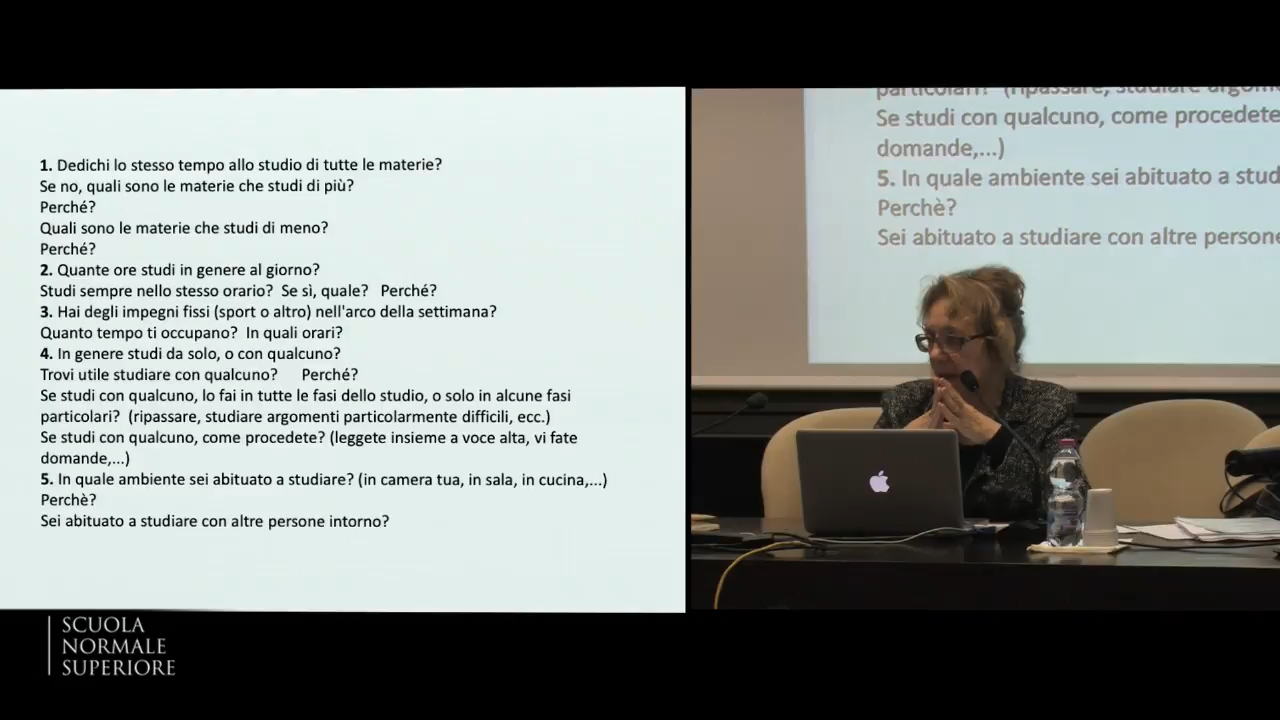 1. Dedichi lo stesso tempo allo studio di tutte le materie?
Se no, quali sono le materie che studi di più?
Perché?
Quali sono le materie che studi di meno?
Perché?
2. Quante ore studi in genere al giorno?
Studi sempre nello stesso orario? Se sì, quale? Perché?
3. Hai degli impegni fissi (sport o altro) nell'arco della settimana?
Quanto tempo ti occupano? In quali orari?
4. In genere studi da solo, o con qualcuno?
Trovi utile studiare con qualcuno? Perché?
Se studi con qualcuno, lo fai in tutte le fasi dello studio, o solo in alcune fasi
particolari? (ripassare, studiare argomenti particolarmente difficili, ecc.)
Se studi con qualcuno, come procedete? (leggete insieme a voce alta, vi fate
domande,...)
5. In quale ambiente sei abituato a studiare? (in camera tua, in sala, in cucina,...)
Perchè?
Sei abituato a studiare con altre persone intorno?
particolari? (ripassare, studiare
Se studi con qualcuno, come procedete
domande,...)
5. In quale ambiente sei abituato a stud
Perchè?
Sei abituato a studiare con altre persone
SCUOLA
NORMALE
SUPERIORE